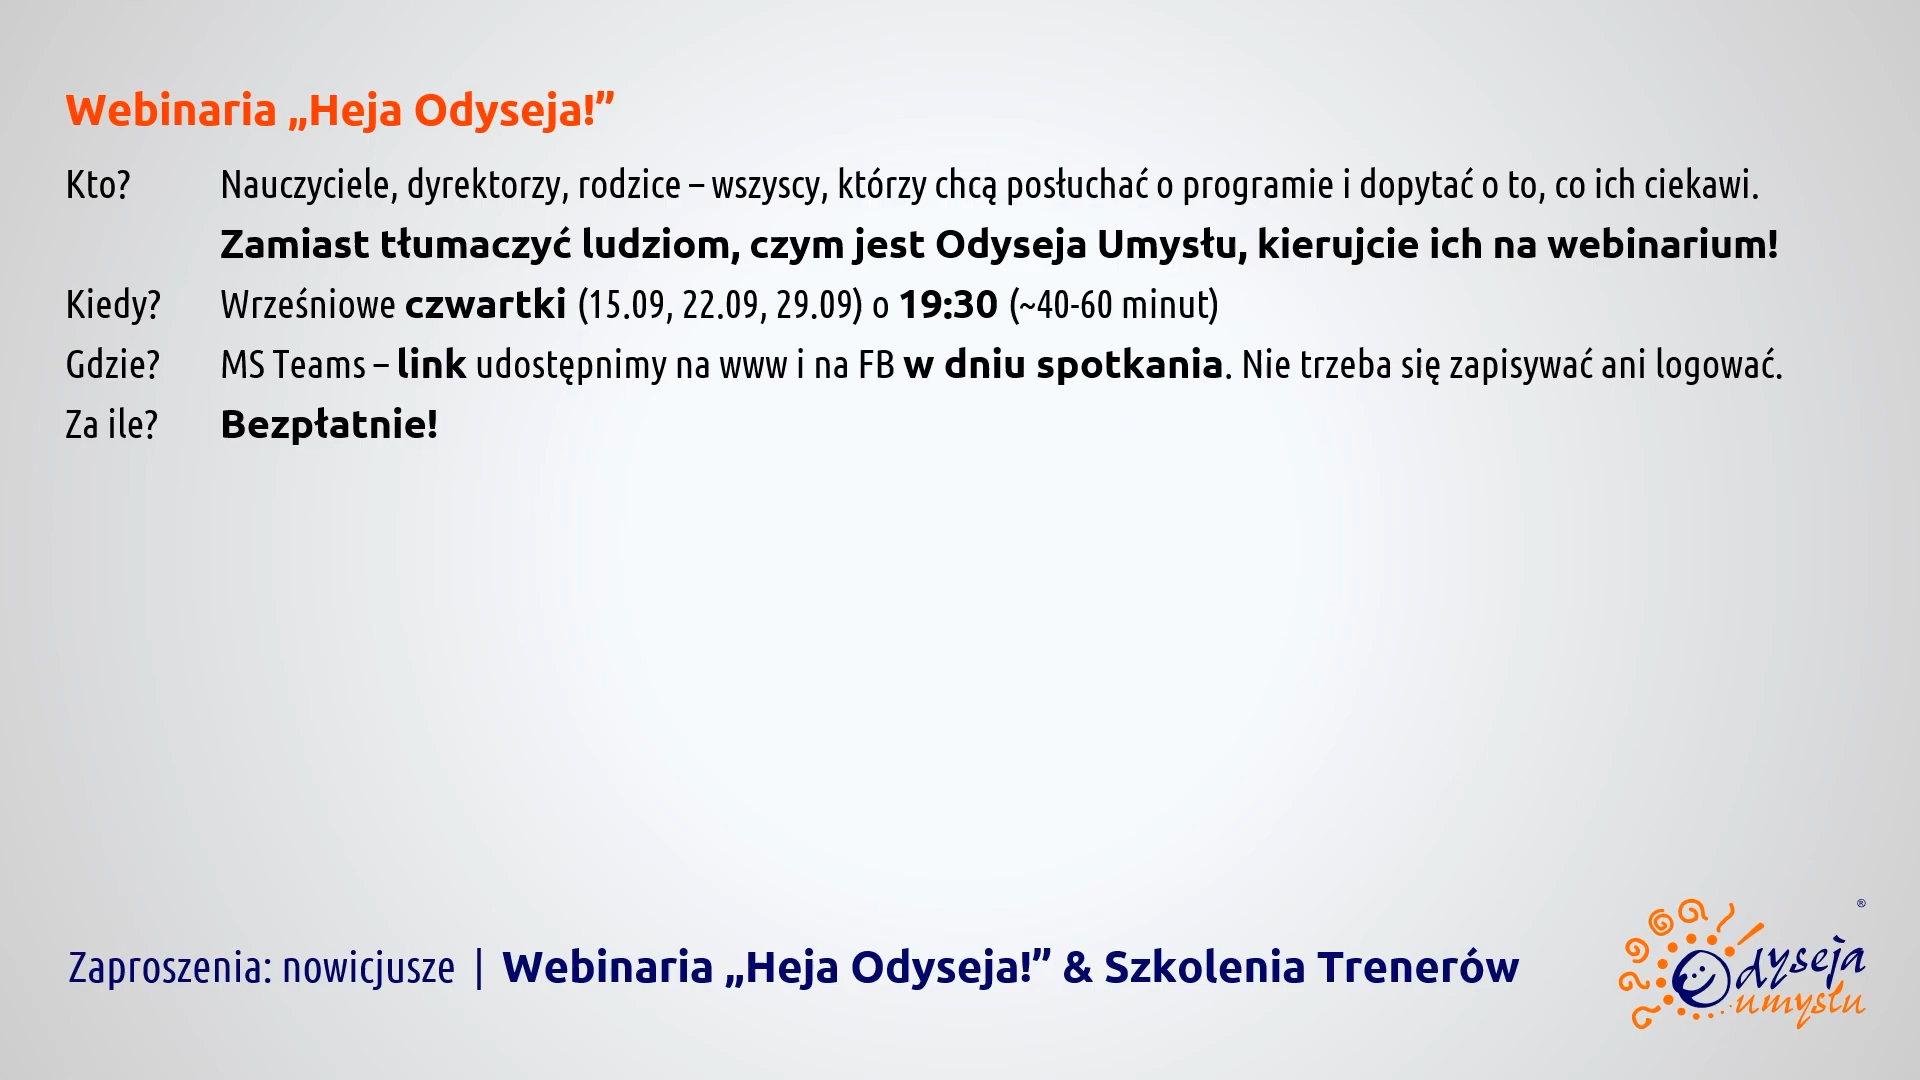 Webinaria „Heja Odyseja!”
Kto? Nauczyciele, dyrektorzy, rodzice – wszyscy, którzy chcą posłuchać o programie i dopytać o to, co ich ciekawi.
Zamiast tłumaczyć ludziom, czym jest Odyseja Umysłu, kierujcie ich na webinarium!
Kiedy? Wrześniowe czwartki (15.09, 22.09, 29.09) o 19:30 (~40-60 minut)
Gdzie? MS Teams – link udostępnimy na www i na FB w dniu spotkania. Nie trzeba się zapisywać ani logować.
Za ile? Bezpłatnie!
Zaproszenia: nowicjusze | Webinaria „Heja Odyseja!” & Szkolenia Trenerów
Odyseja ®
umysłu